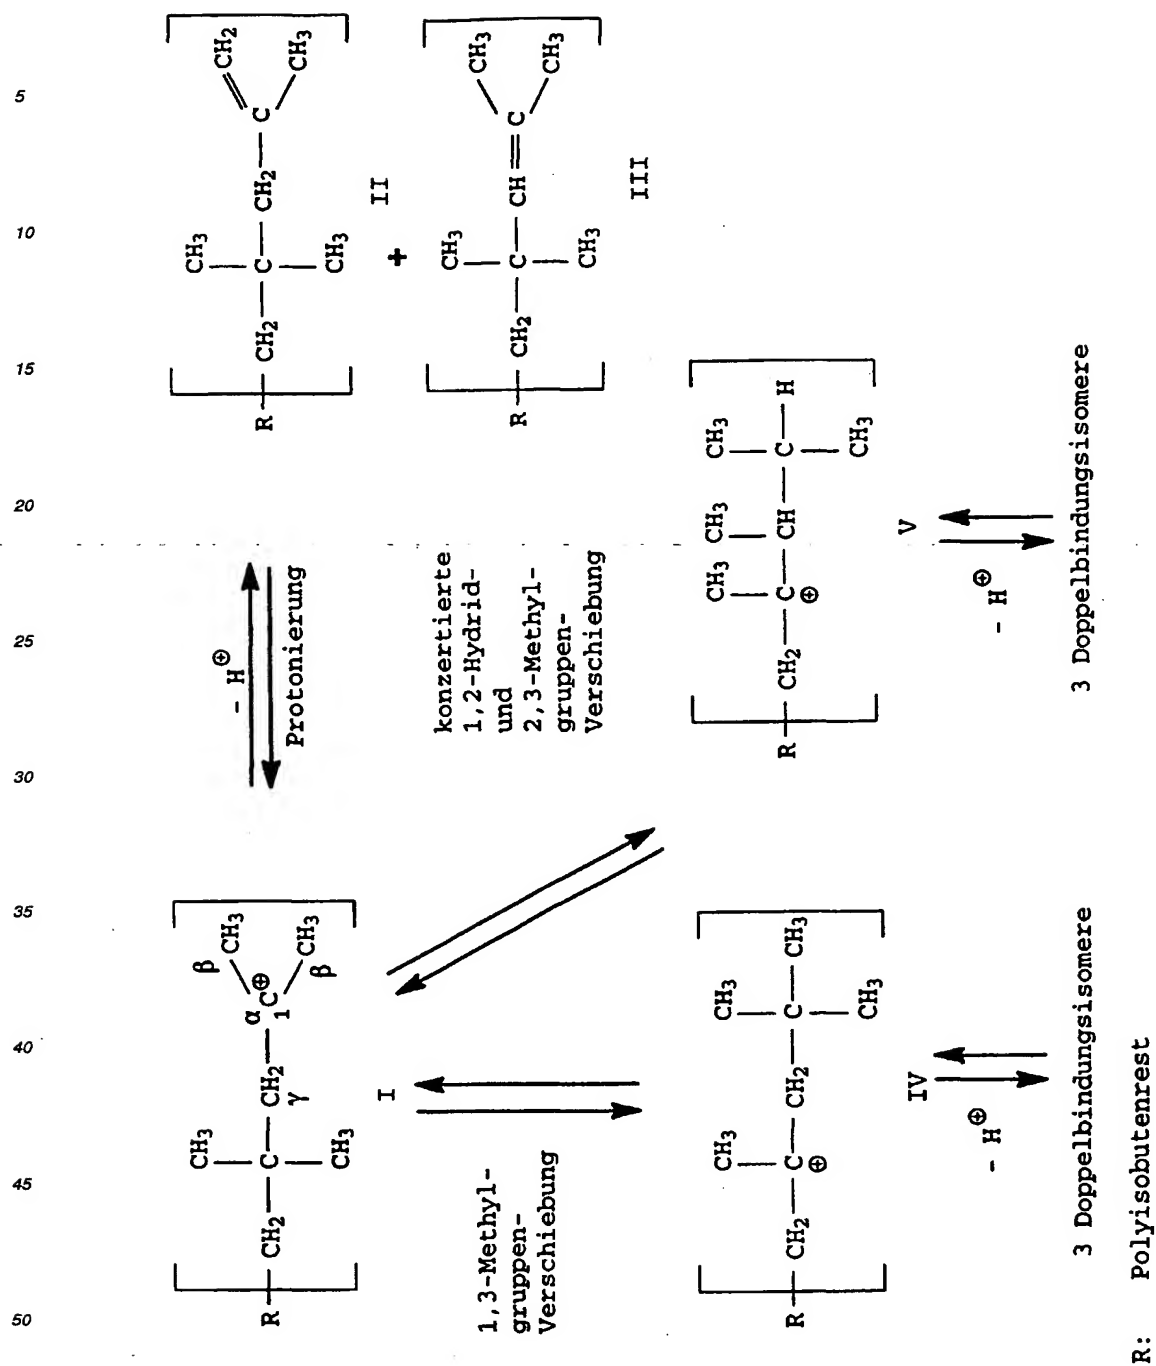 5
10
15
20
25
30
35
40
45
50
CH3
β CH3
α ⊕
R CH2 C CH2 C
γ 1
CH3 β CH3
I
- H⊕
Protonierung
CH3 CH2
R CH2 C CH2 C
CH3 CH3
II
+
CH3 CH3
R CH2 C CH C
CH3 CH3
III
1,3-Methyl-
gruppen-
Verschiebung
konzertierte
1,2-Hydrid-
und
2,3-Methyl-
gruppen-
Verschiebung
CH3 CH3
R CH2 C CH2 C CH3
⊕ CH3
IV
- H⊕
3 Doppelbindungsisomere
CH3 CH3 CH3
R CH2 C CH C H
⊕ CH3
V
- H⊕
3 Doppelbindungsisomere
R: Polyisobutenrest